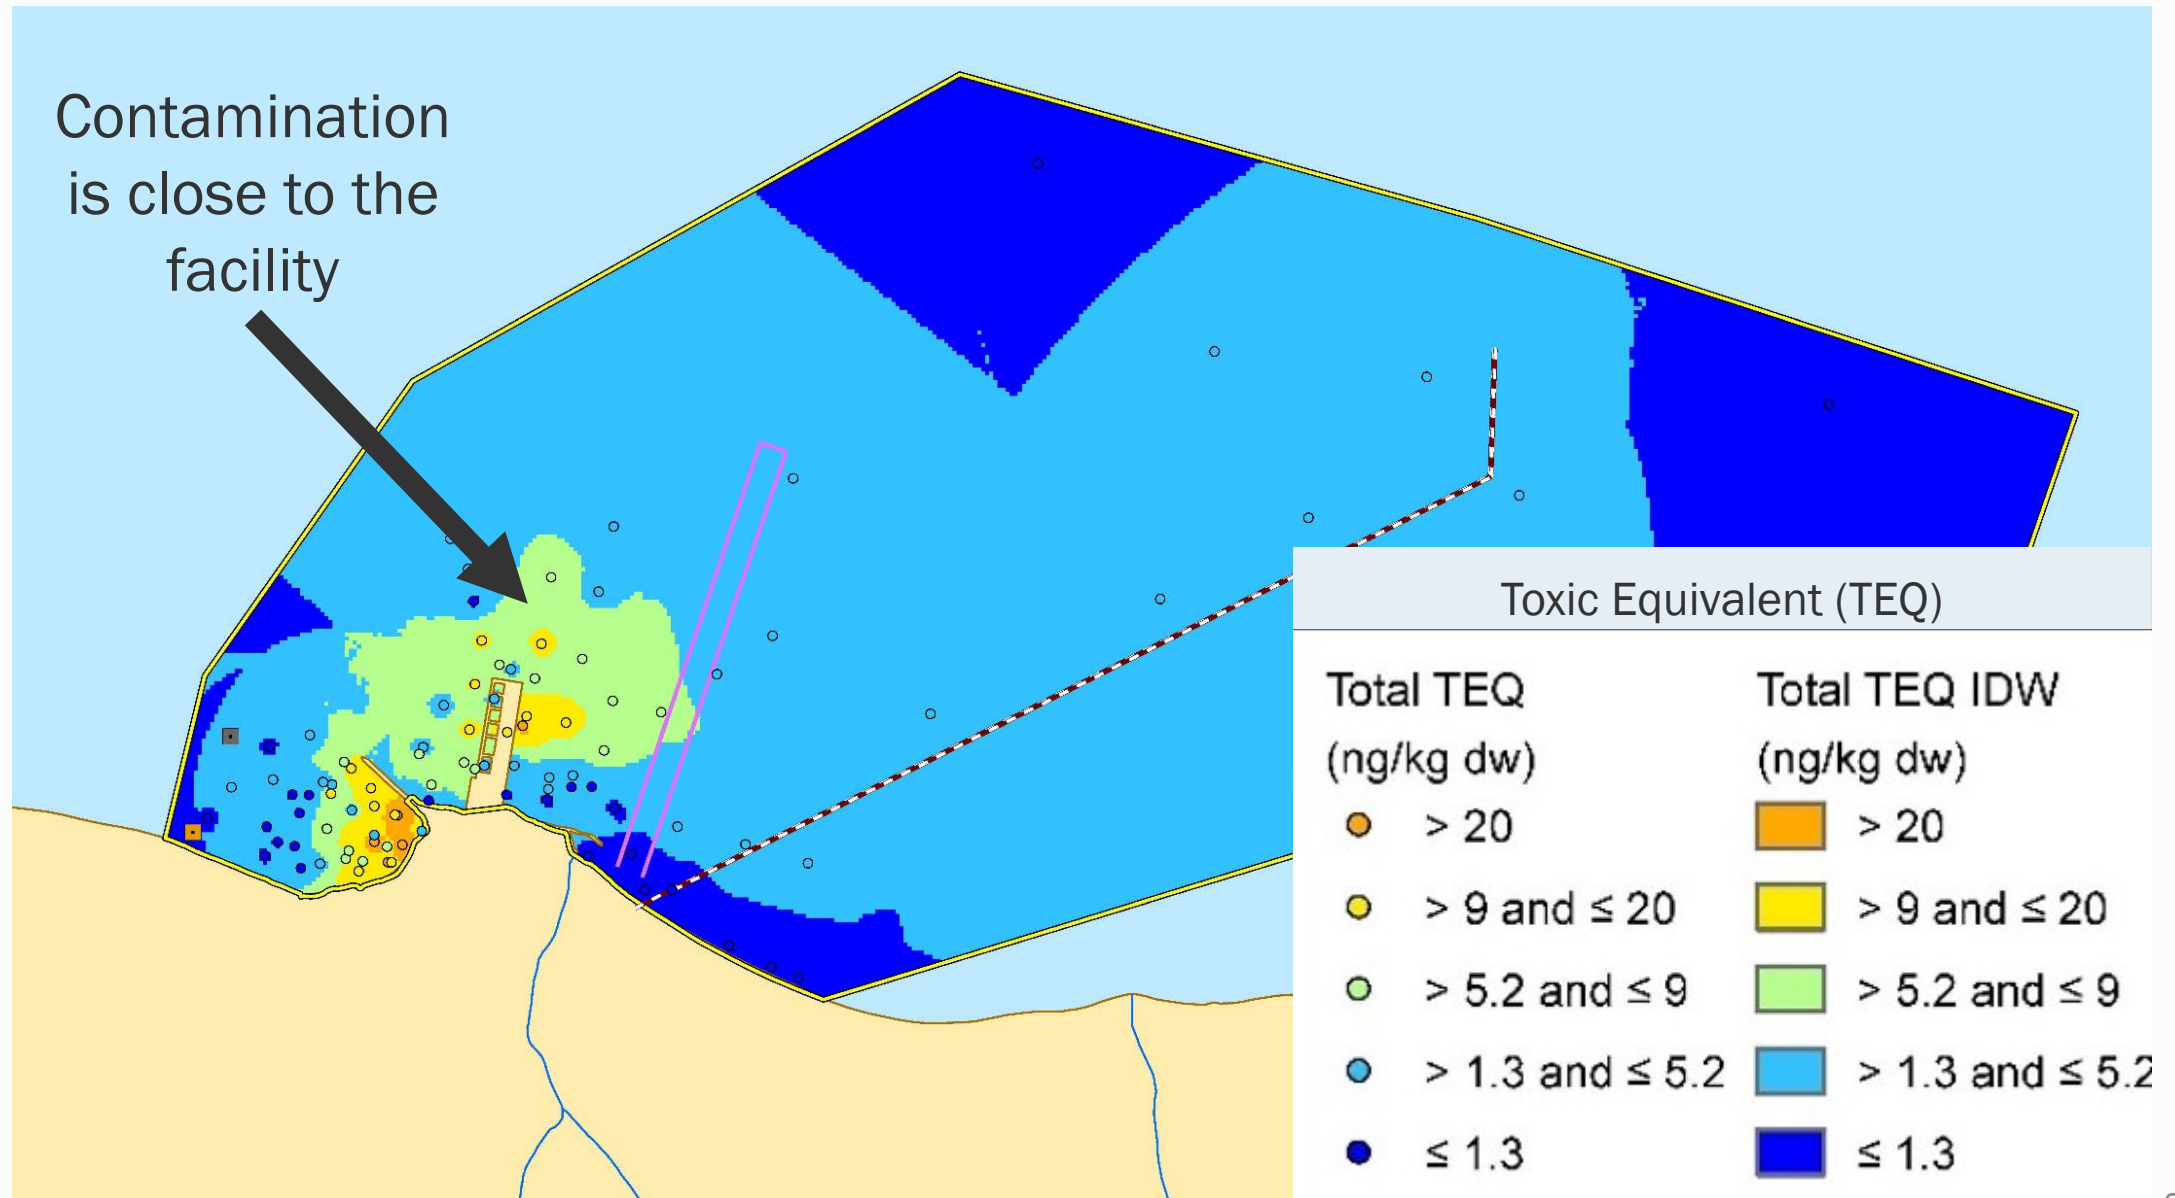 Contamination
is close to the
facility
Toxic Equivalent (TEQ)
Total TEQ
(ng/kg dw)
> 20
> 9 and ≤ 20
> 5.2 and ≤ 9
> 1.3 and ≤ 5.2
≤ 1.3
Total TEQ IDW
(ng/kg dw)
> 20
> 9 and ≤ 20
> 5.2 and ≤ 9
> 1.3 and ≤ 5.2
≤ 1.3